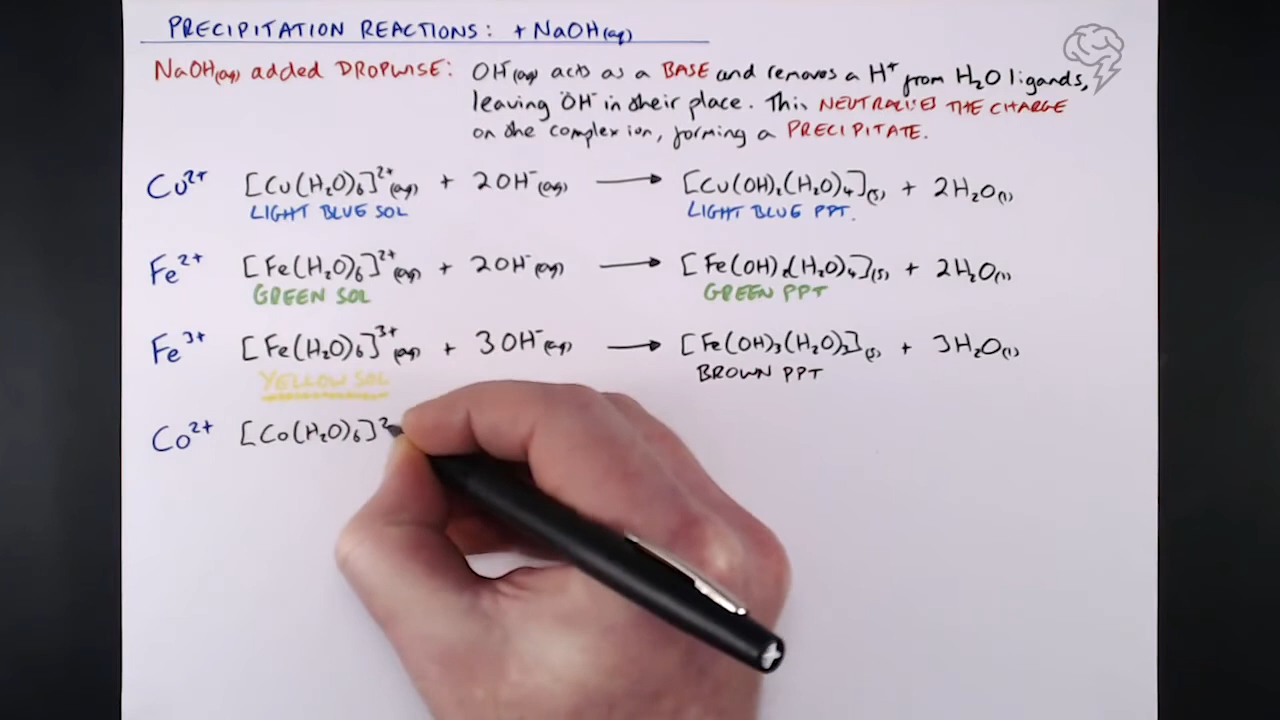 PRECIPITATION REACTIONS: + NaOH(aq)
NaOH(aq) added DROPWISE: OH⁻(aq) acts as a BASE and removes a H⁺ from H₂O ligands,
leaving OH⁻ in their place. This NEUTRALISES THE CHARGE
on the complex ion, forming a PRECIPITATE.
Cu²⁺ [Cu(H₂O)₆]²⁺(aq) + 2OH⁻(aq) ⟶ [Cu(OH)₂(H₂O)₄](s) + 2H₂O(l)
LIGHT BLUE SOL LIGHT BLUE PPT.
Fe²⁺ [Fe(H₂O)₆]²⁺(aq) + 2OH⁻(aq) ⟶ [Fe(OH)₂(H₂O)₄](s) + 2H₂O(l)
GREEN SOL GREEN PPT
Fe³⁺ [Fe(H₂O)₆]³⁺(aq) + 3OH⁻(aq) ⟶ [Fe(OH)₃(H₂O)₃](s) + 3H₂O(l)
YELLOW SOL BROWN PPT
Co²⁺ [Co(H₂O)₆]²